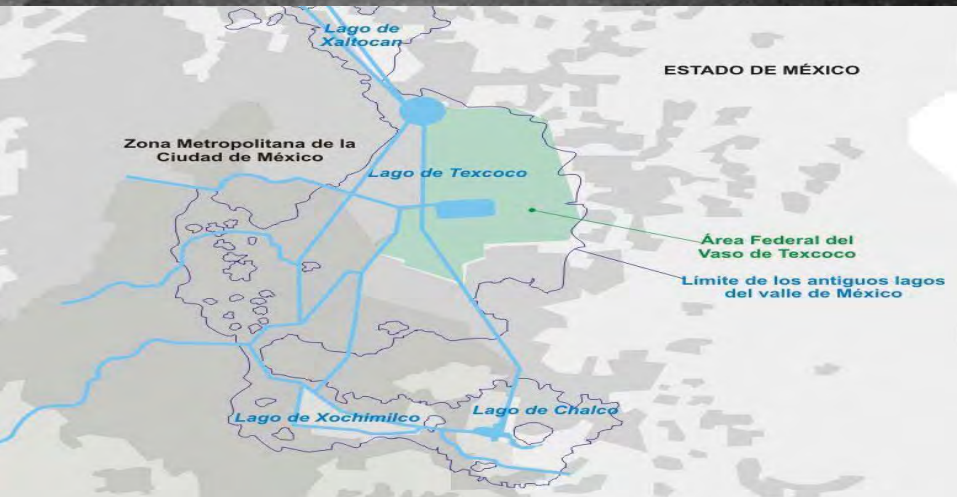 Lago de
Xaltocan
ESTADO DE MÉXICO
Zona Metropolitana de la
Ciudad de México
Lago de Texcoco
Área Federal del
Vaso de Texcoco
Límite de los antiguos lagos
del valle de México
Lago de Xochimilco
Lago de Chalco